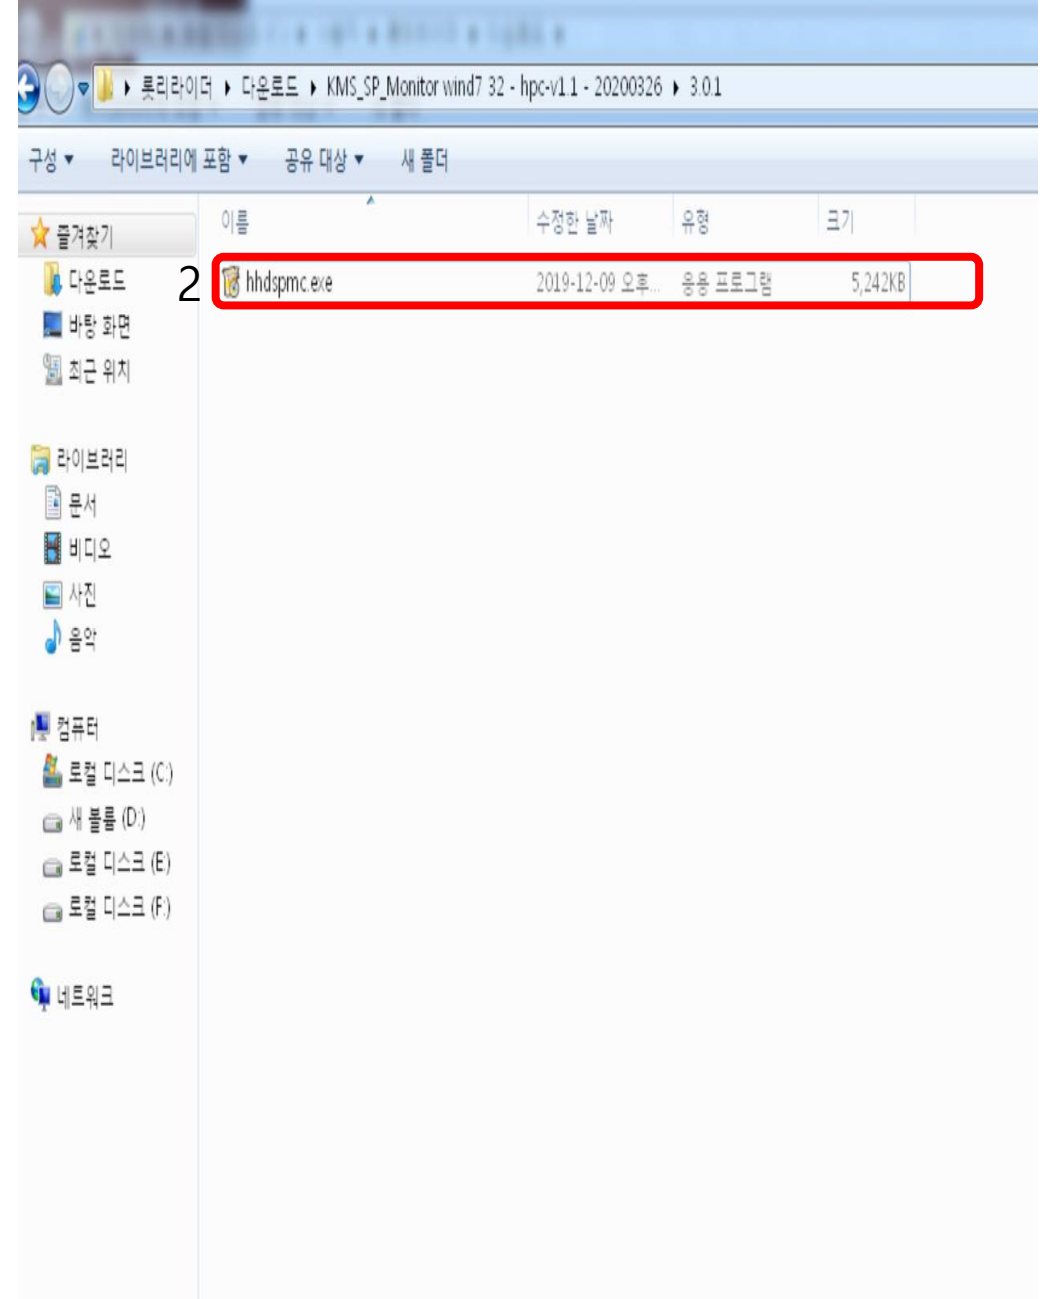 롯리라이더 ▸ 다운로드 ▸ KMS_SP_Monitor wind7 32 - hpc-v1.1 - 20200326 ▸ 3.0.1
구성 ▼ 라이브러리에 포함 ▼ 공유 대상 ▼ 새 폴더
이름 수정한 날짜 유형 크기
즐겨찾기
다운로드
2 hhdspmc.exe 2019-12-09 오후... 응용 프로그램 5,242KB
바탕 화면
최근 위치
라이브러리
문서
비디오
사진
음악
컴퓨터
로컬 디스크 (C:)
새 볼륨 (D:)
로컬 디스크 (E:)
로컬 디스크 (F:)
네트워크